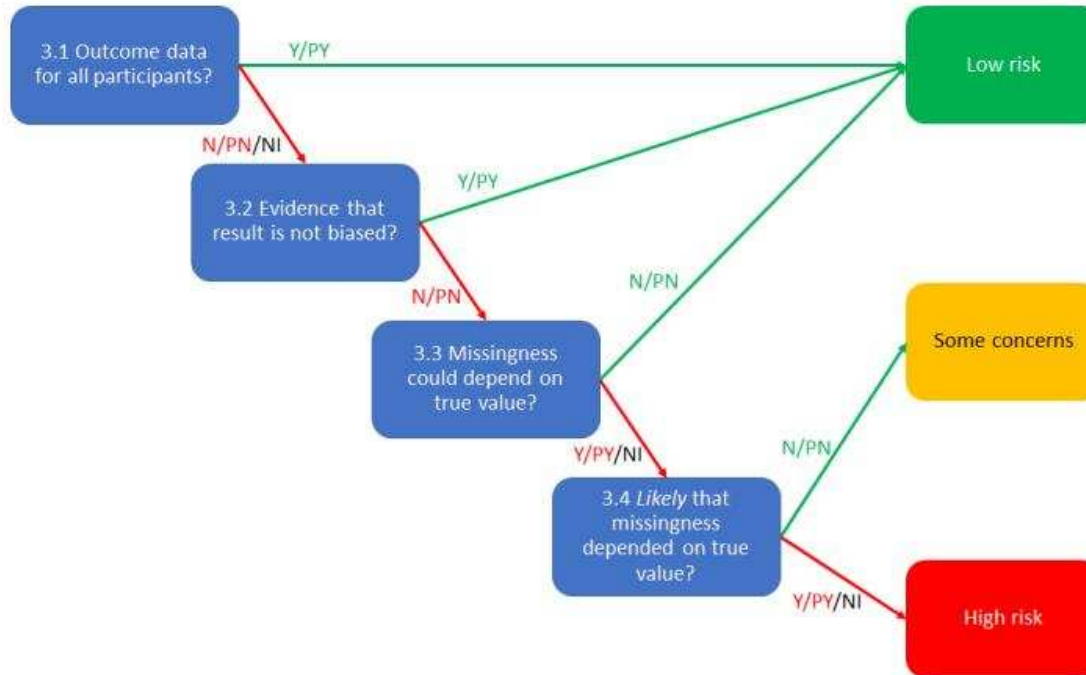 3.1 Outcome data
for all participants?
Y/PY
Low risk
N/PN/NI
3.2 Evidence that
result is not biased?
Y/PY
N/PN
N/PN
3.3 Missingness
could depend on
true value?
Some concerns
Y/PY/NI
N/PN
3.4 Likely that
missingness
depended on true
value?
Y/PY/NI
High risk